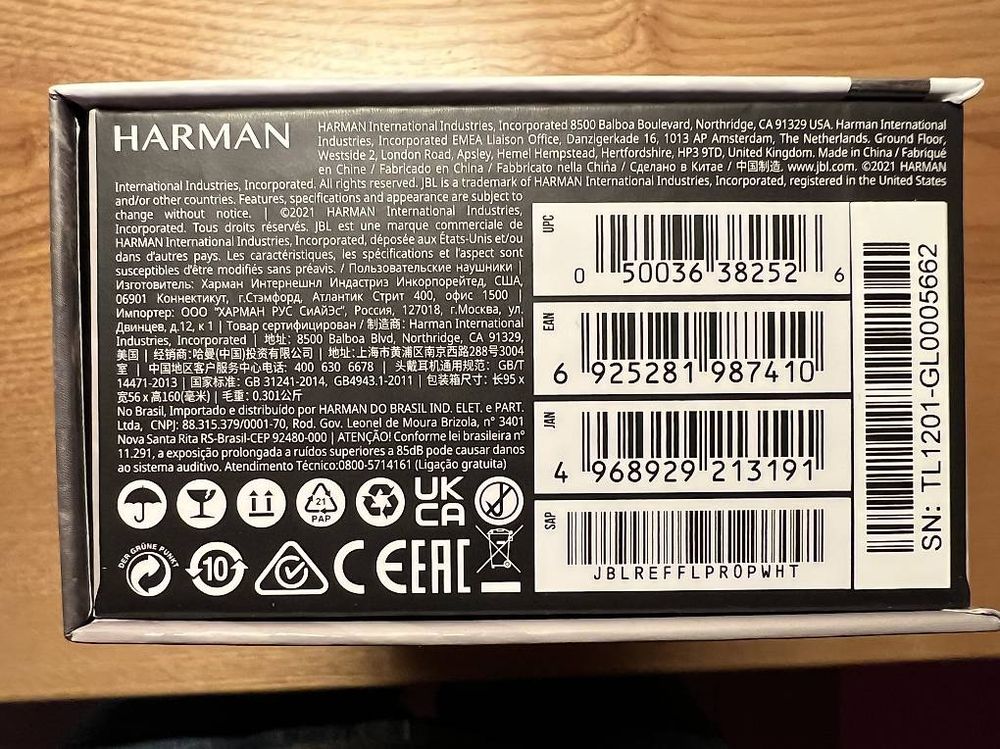 HARMAN
HARMAN International Industries, Incorporated 8500 Balboa Boulevard, Northridge, CA 91329 USA. Harman International
Industries, Incorporated EMEA Liaison Office, Danzigerkade 16, 1013 AP Amsterdam, The Netherlands. Ground Floor,
Westside 2, London Road, Apsley, Hemel Hempstead, Hertfordshire, HP3 9TD, United Kingdom. Made in China / Fabriqué
en Chine / Fabricado en China / Fabbricato nella China / Сделано в Китае / 中国制造. www.jbl.com. ©2021 HARMAN
International Industries, Incorporated. All rights reserved. JBL is a trademark of HARMAN International Industries, Incorporated, registered in the United States
and/or other countries. Features, specifications and appearance are subject to
change without notice. | ©2021 HARMAN International Industries,
Incorporated. Tous droits réservés. JBL est une marque commerciale de
HARMAN International Industries, Incorporated, déposée aux États-Unis et/ou
dans d'autres pays. Les caractéristiques, les spécifications et l'aspect sont
susceptibles d'être modifiés sans préavis. / Пользовательские наушники |
Изготовитель: Харман Интернешнл Индастриз Инкорпорейтед, США,
06901 Коннектикут, г.Стэмфорд, Атлантик Стрит 400, офис 1500 |
Импортер: ООО "ХАРМАН РУС СиАйЭс", Россия, 127018, г.Москва, ул.
Двинцев, д.12, к 1 | Товар сертифицирован / 制造商: Harman International
Industries, Incorporated | 地址: 8500 Balboa Blvd, Northridge, CA 91329,
美国 | 经销商:哈曼(中国)投资有限公司 | 地址:上海市黄浦区南京西路288号3004
室 | 中国地区客户服务中心电话: 400 630 6678 | 头戴耳机通用规范: GB/T
14471-2013 | 国家标准: GB 31241-2014, GB4943.1-2011 | 包装箱尺寸: 长95 x
宽56 x 高160(毫米) | 毛重: 0.301公斤
No Brasil, Importado e distribuído por HARMAN DO BRASIL IND. ELET. e PART.
Ltda, CNPJ: 88.315.379/0001-70, Rod. Gov. Leonel de Moura Brizola, n° 3401
Nova Santa Rita RS-Brasil-CEP 92480-000 | ATENÇÃO! Conforme lei brasileira n°
11.291, a exposição prolongada a ruídos superiores a 85dB pode causar danos
ao sistema auditivo. Atendimento Técnico:0800-5714161 (Ligação gratuita)
21
PAP
UK
CA
DER GRÜNE PUNKT
10
CE
EAC
UPC
0 50036 38252 6
EAN
6 925281 987410
JAN
4 968929 213191
SAP
JBLREFFLPROPWHT
SN: TL1201-GL0005662